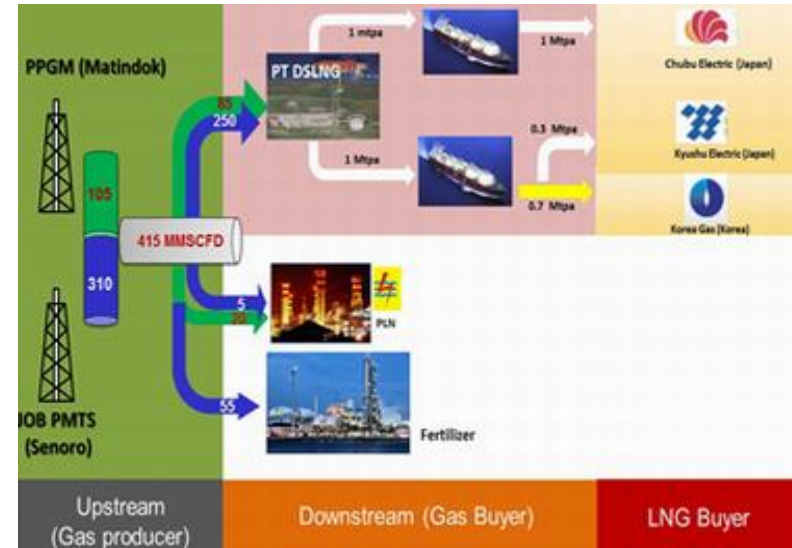 PPGM (Matindok)
105
310
415 MMSCFD
JOB PMTS
(Senoro)
85
250
PT DSLNG
1 mtpa
1 Mtpa
1 Mtpa
0.3 Mtpa
0.7 Mtpa
Chubu Electric (Japan)
Kyushu Electric (Japan)
Korea Gas (Korea)
5
20
PLN
55
Fertilizer
Upstream
(Gas producer)
Downstream (Gas Buyer)
LNG Buyer